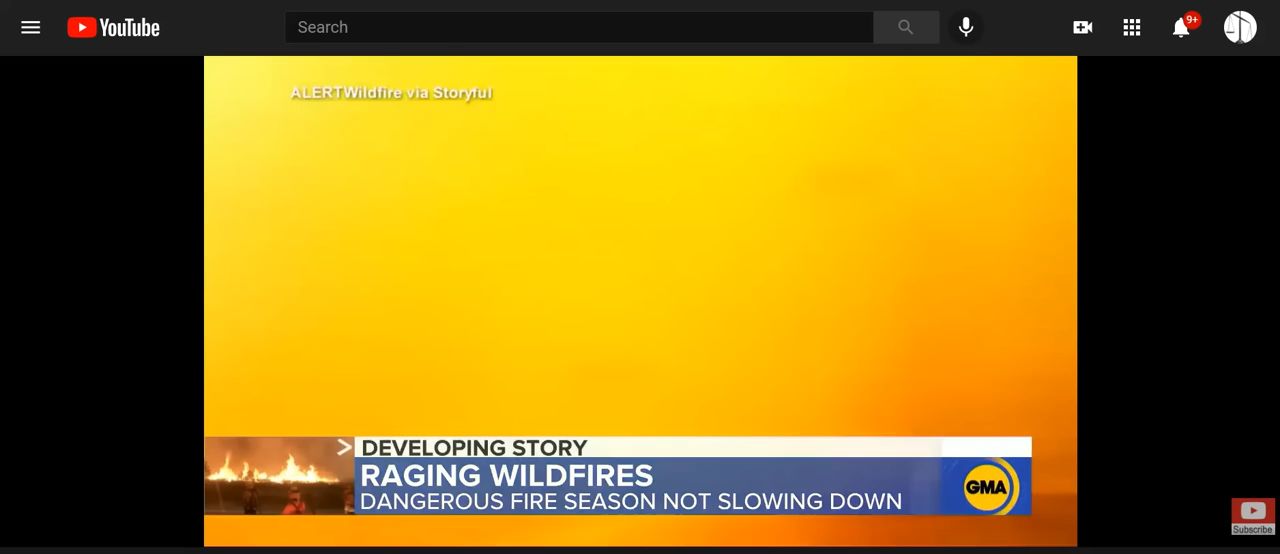 YouTube
Search
9+
ALERTWildfire via Storyful
DEVELOPING STORY
RAGING WILDFIRES
DANGEROUS FIRE SEASON NOT SLOWING DOWN
GMA
Subscribe